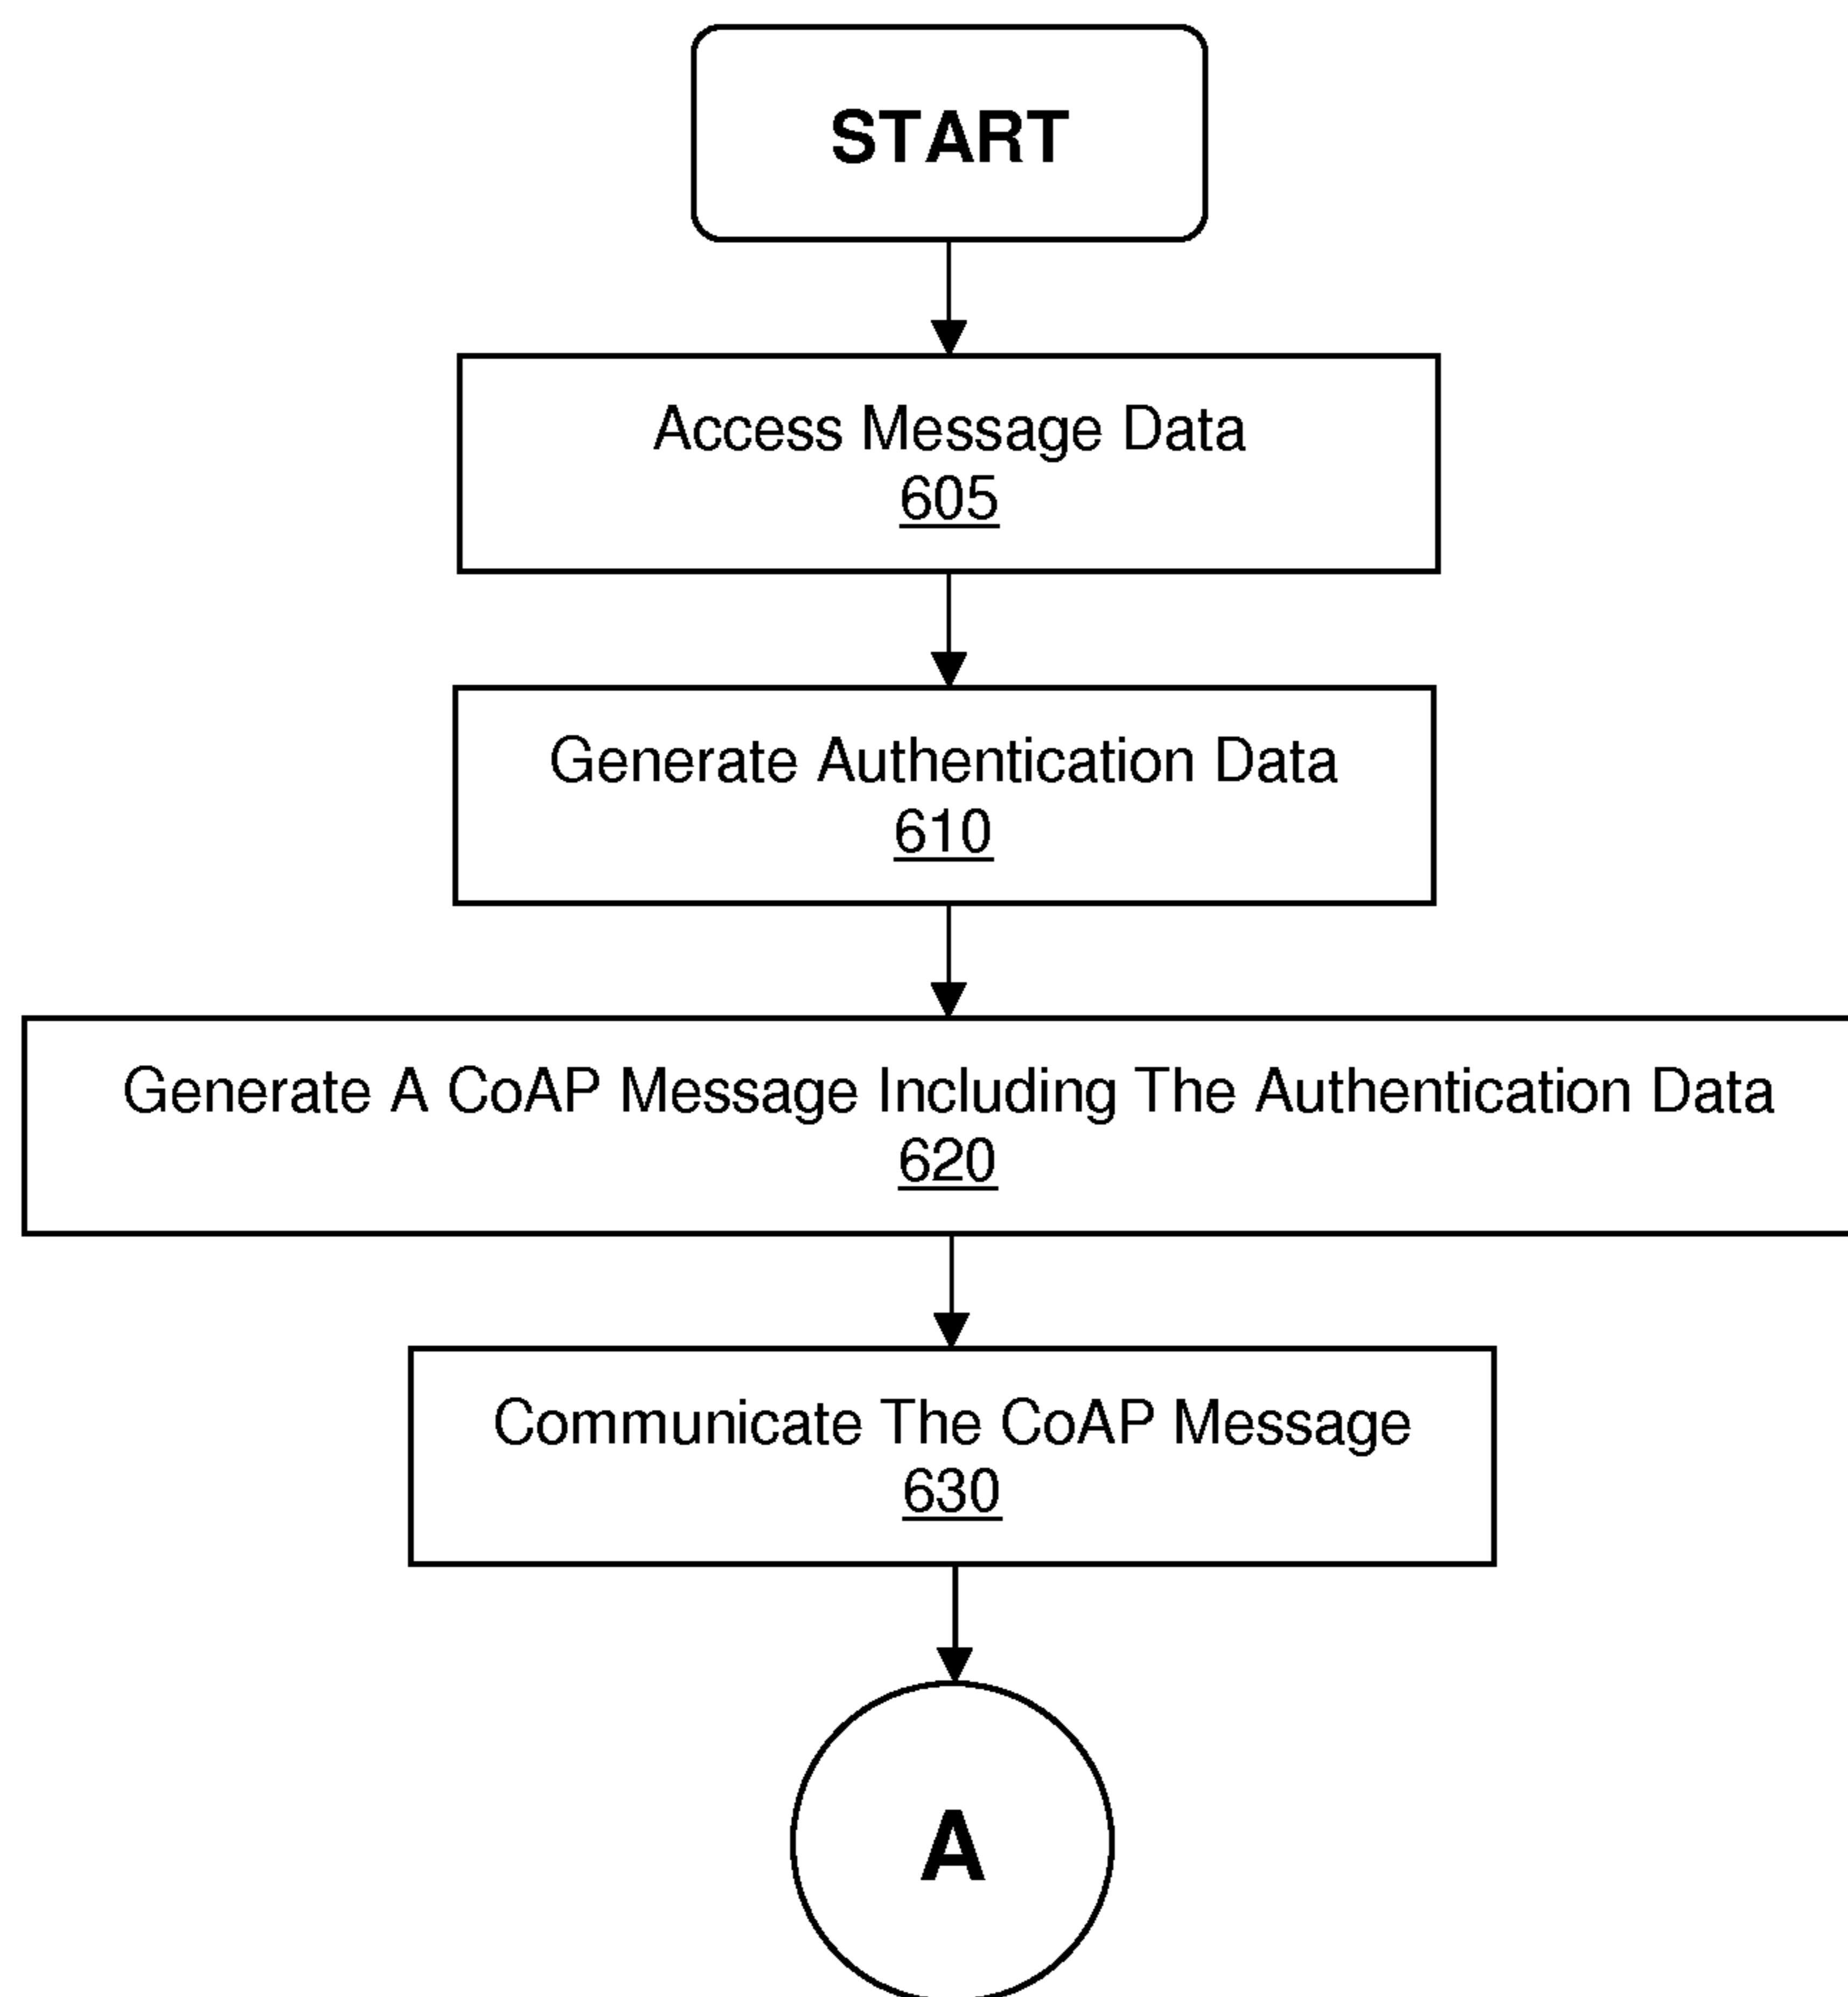 START
Access Message Data
605
Generate Authentication Data
610
Generate A CoAP Message Including The Authentication Data
620
Communicate The CoAP Message
630
A